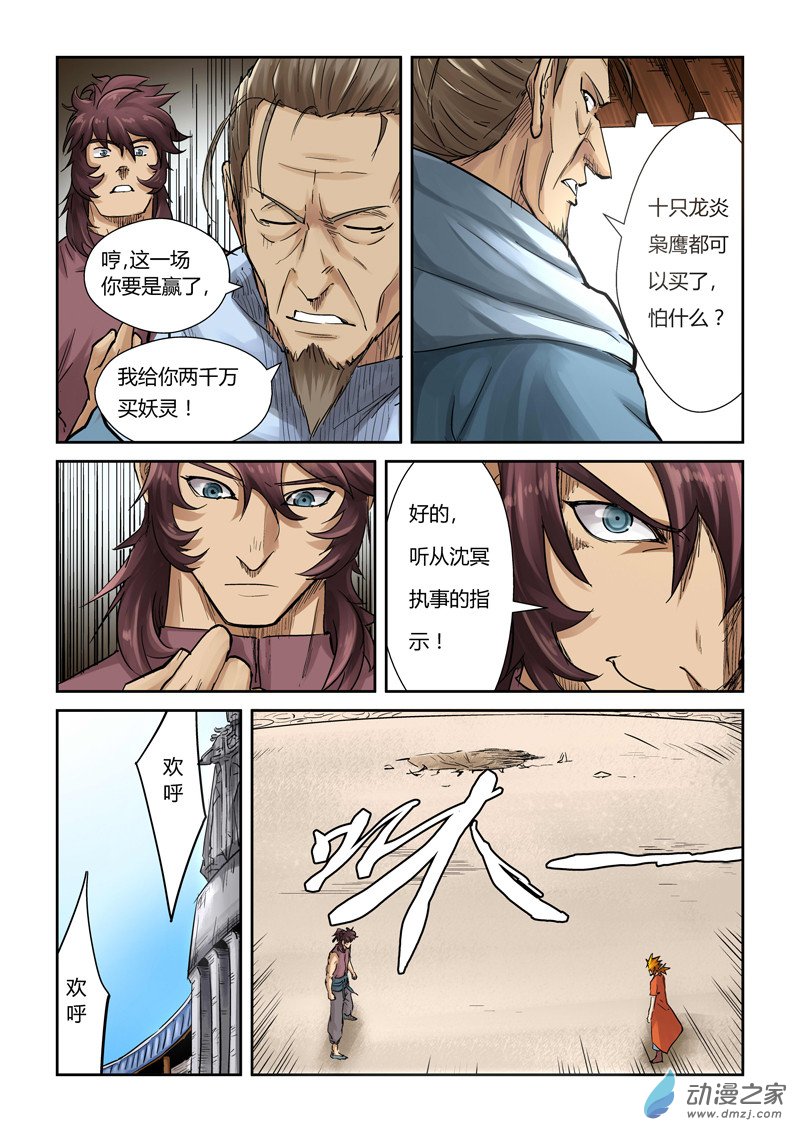 哼，这一场
你要是赢了，
我给你两千万
买妖灵！
十只龙炎
枭鹰都可
以买了，
怕什么？
好的，
听从沈冥
执事的指
示！
欢
呼
欢
呼
动漫之家
www.dmzj.com